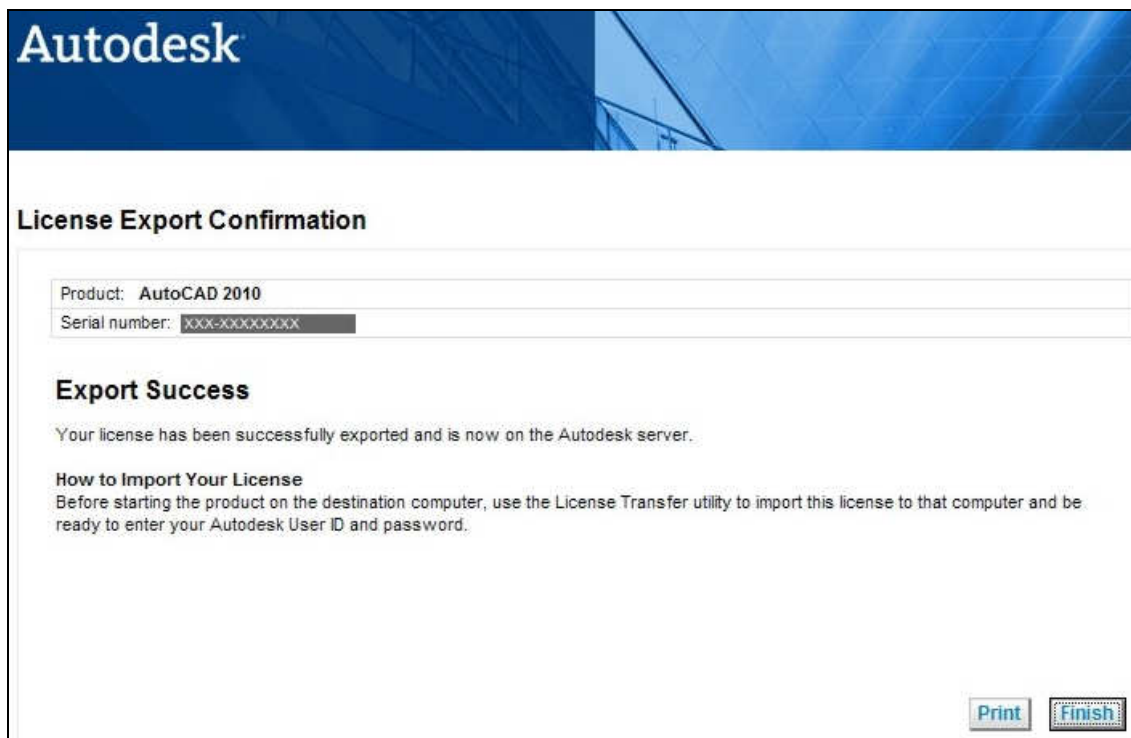 Autodesk
License Export Confirmation
Product: AutoCAD 2010
Serial number: XXX-XXXXXXXX
Export Success
Your license has been successfully exported and is now on the Autodesk server.
How to Import Your License
Before starting the product on the destination computer, use the License Transfer utility to import this license to that computer and be
ready to enter your Autodesk User ID and password.
Print Finish